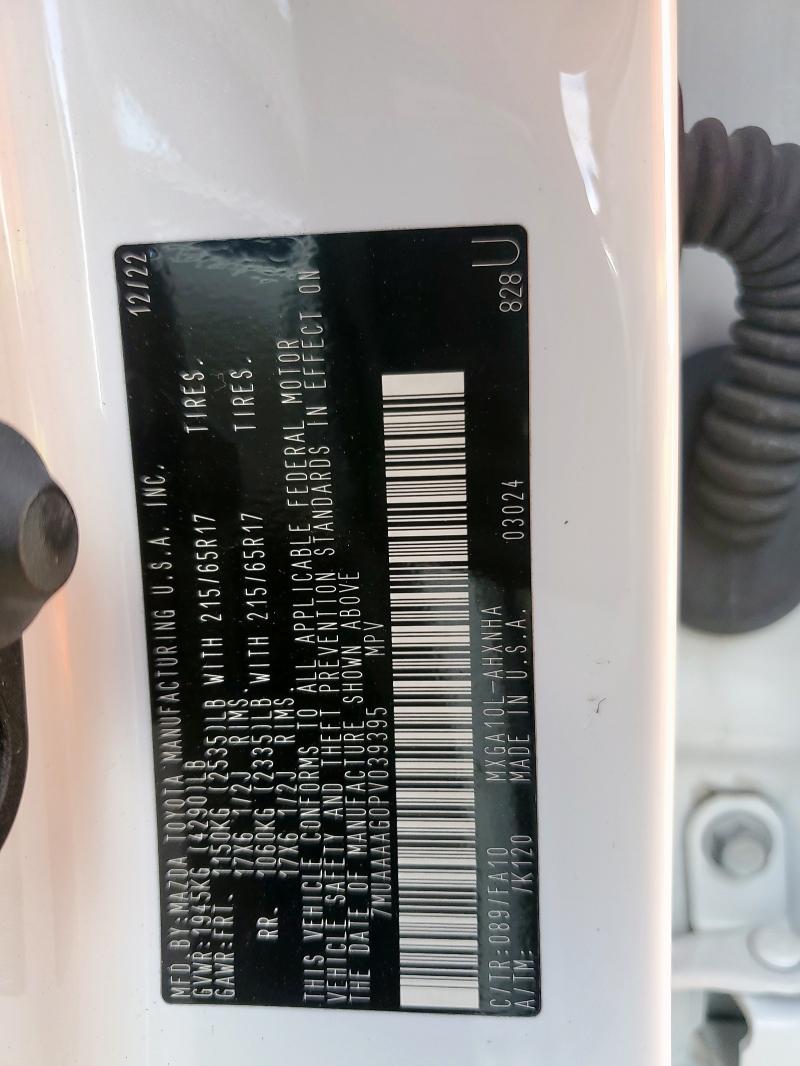 MFD BY:MAZDA TOYOTA MANUFACTURING U.S.A. INC. 12/22
GVWR:1945KG (4290)LB
GAWR:FRT. 1150KG (2535)LB WITH 215/65R17 TIRES.
17X6 1/2J RIMS.
RR. 1060KG (2335)LB WITH 215/65R17 TIRES.
17X6 1/2J RIMS.
THIS VEHICLE CONFORMS TO ALL APPLICABLE FEDERAL MOTOR
VEHICLE SAFETY AND THEFT PREVENTION STANDARDS IN EFFECT ON
THE DATE OF MANUFACTURE SHOWN ABOVE
7MUAAAAG0PV039395 MPV
C/TR:089/FA10 MXGA10L-AHXNHA 03024 828 U
A/TM: /K120 MADE IN U.S.A.